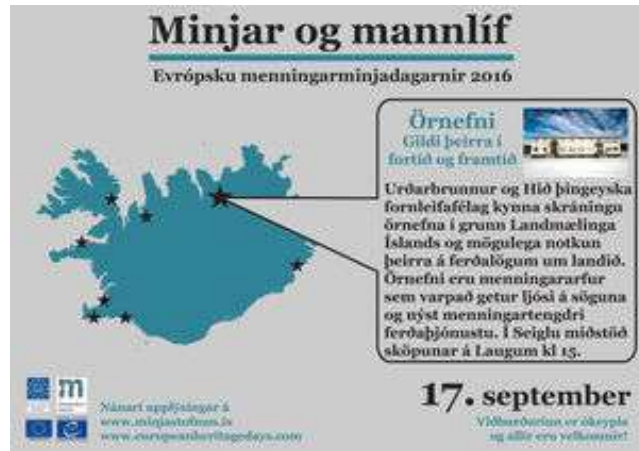 Minjar og mannlíf
Evrópsku menningarminjadagarnir 2016
Örnefni
Gildi þeirra í
fortíð og framtíð
Urðarbrunnur og Hið þingeyska
fornleifafélag kynna skráningu
örnefna í grunn Landmælinga
Íslands og mögulega notkun
þeirra á ferðalögum um landið.
Örnefni eru menningararfur
sem varpað getur ljósi á söguna
og nýst menningartengdri
ferðaþjónustu. Í Seiglu miðstöð
sköpunar á Laugum kl 15.
17. september
Viðburðurinn er ókeypis
og allir eru velkomnir!
m
Nánari upplýsingar á
www.minjastofnun.is
www.europeanheritagedays.com